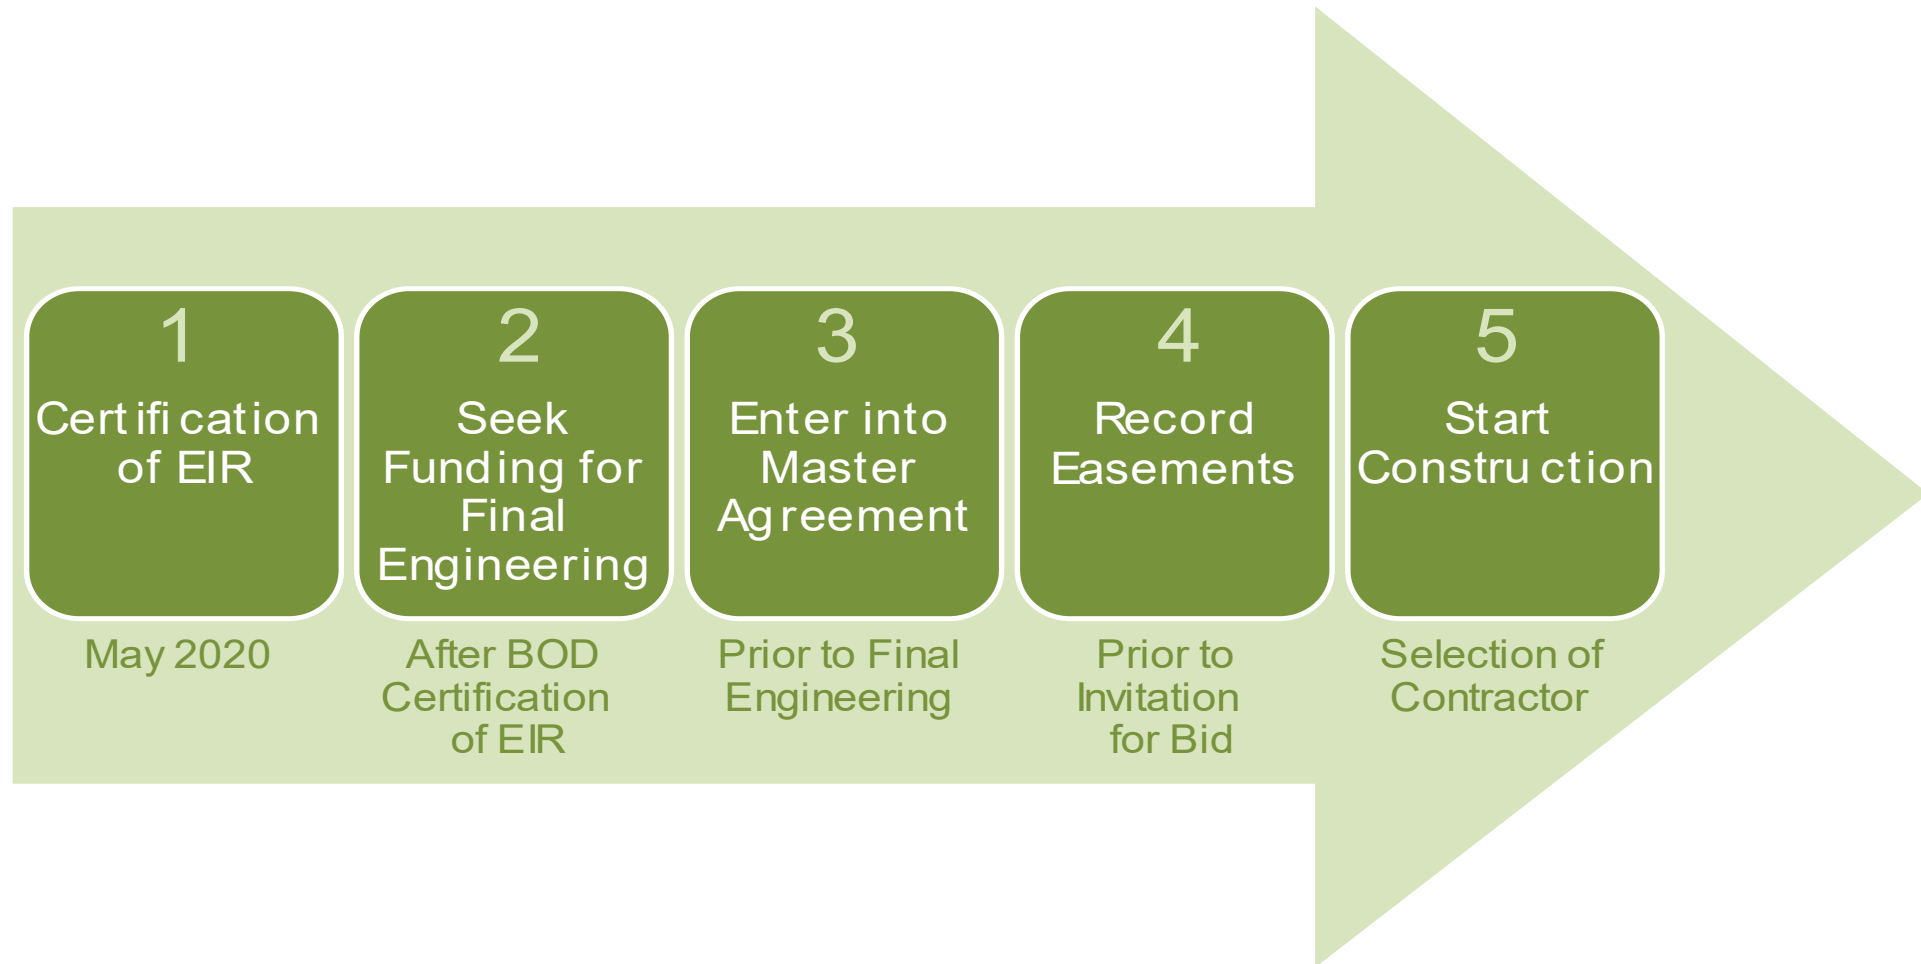 1
Certification
of EIR
May 2020
2
Seek
Funding for
Final
Engineering
After BOD
Certification
of EIR
3
Enter into
Master
Agreement
Prior to Final
Engineering
4
Record
Easements
Prior to
Invitation
for Bid
5
Start
Construction
Selection of
Contractor